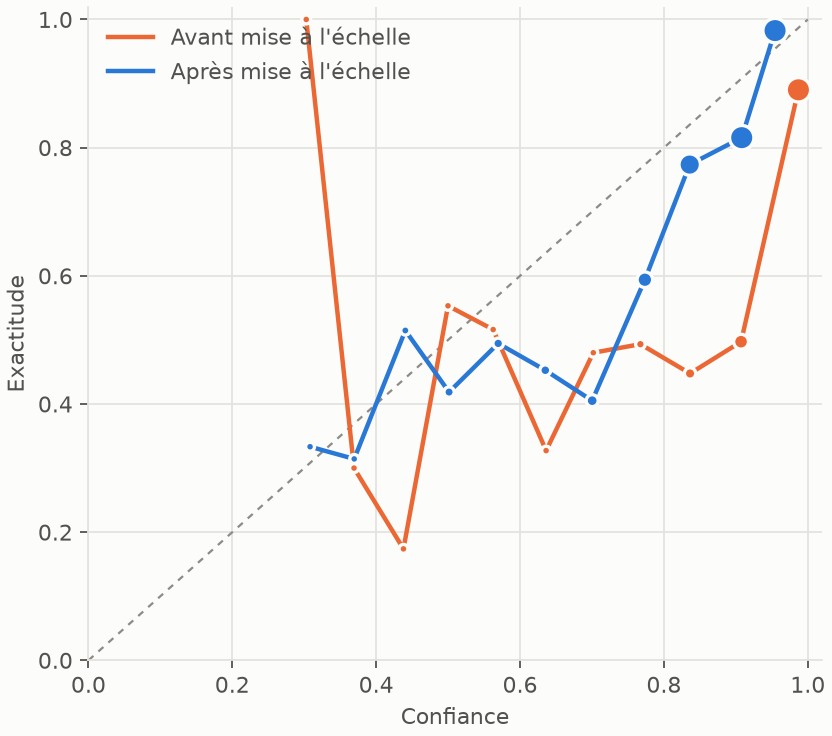 1.0
0.8
0.6
0.4
0.2
0.0
Exactitude
Avant mise à l'échelle
Après mise à l'échelle
0.0 0.2 0.4 0.6 0.8 1.0
Confiance